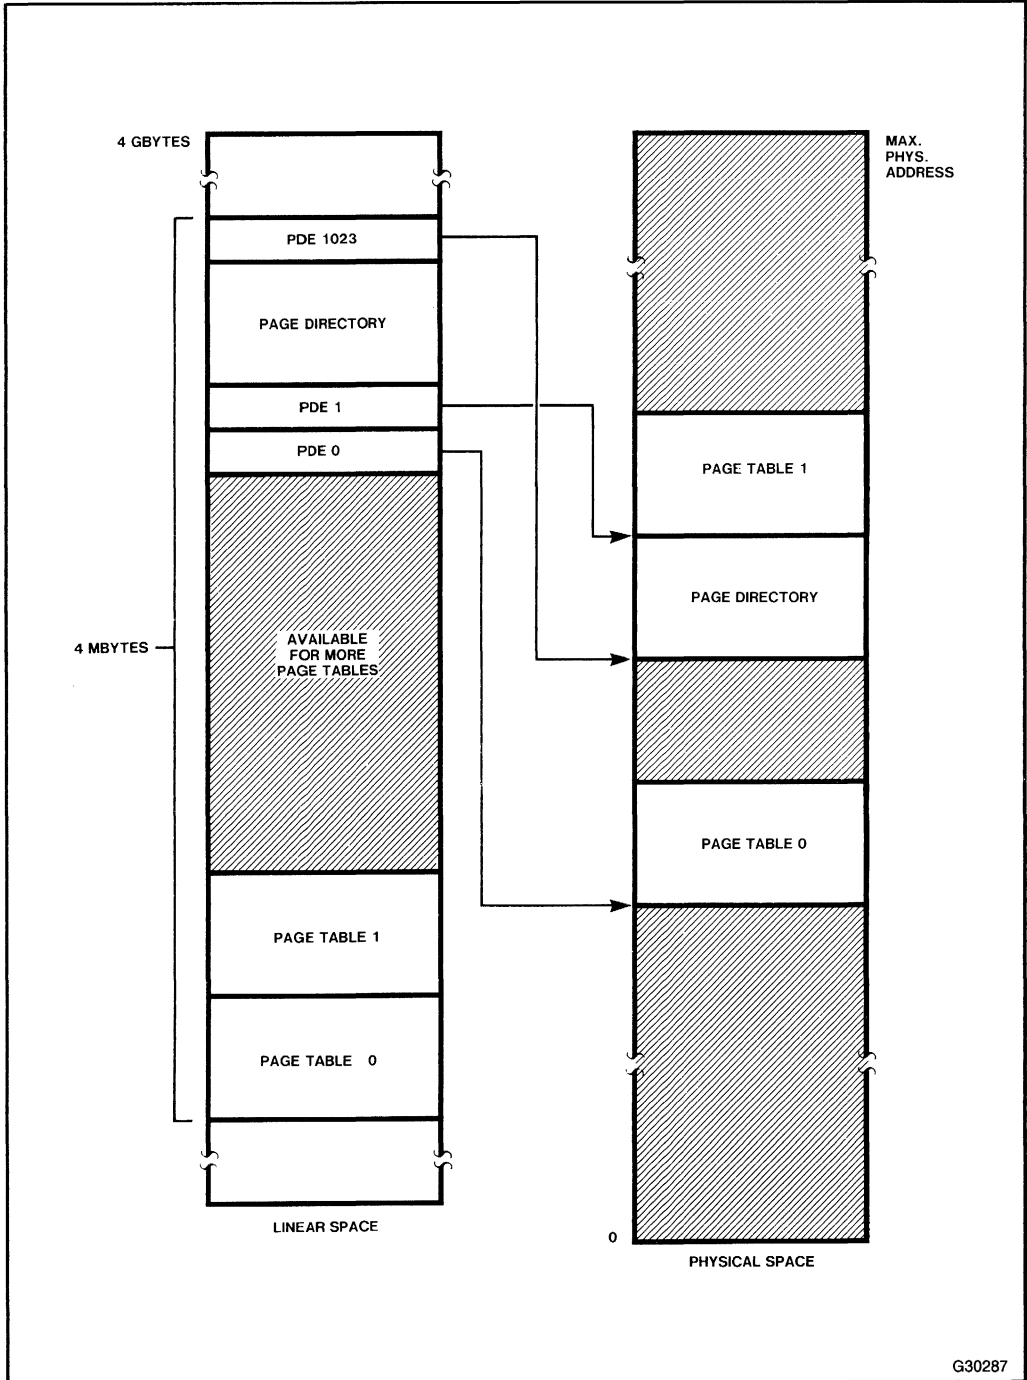 4 GBYTES
PDE 1023
PAGE DIRECTORY
PDE 1
PDE 0
4 MBYTES
AVAILABLE
FOR MORE
PAGE TABLES
PAGE TABLE 1
PAGE TABLE 0
LINEAR SPACE
MAX.
PHYS.
ADDRESS
PAGE TABLE 1
PAGE DIRECTORY
PAGE TABLE 0
0
PHYSICAL SPACE
G30287